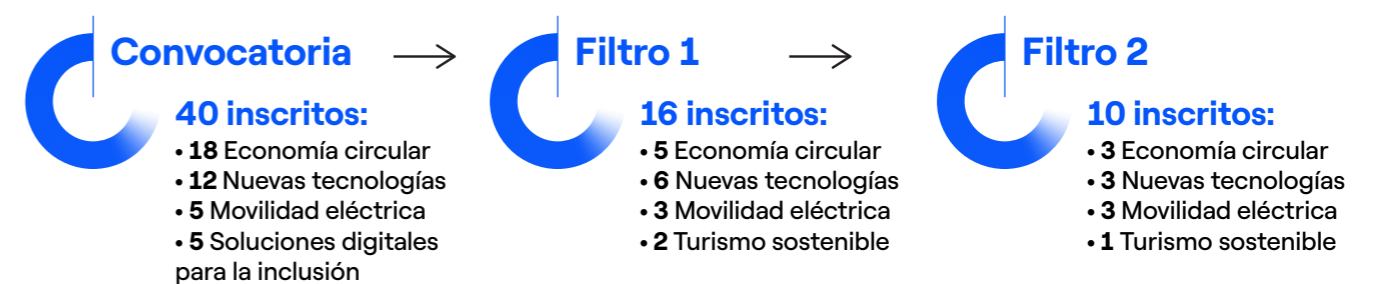 Convocatoria
40 inscritos:
• 18 Economía circular
• 12 Nuevas tecnologías
• 5 Movilidad eléctrica
• 5 Soluciones digitales
para la inclusión
Filtro 1
16 inscritos:
• 5 Economía circular
• 6 Nuevas tecnologías
• 3 Movilidad eléctrica
• 2 Turismo sostenible
Filtro 2
10 inscritos:
• 3 Economía circular
• 3 Nuevas tecnologías
• 3 Movilidad eléctrica
• 1 Turismo sostenible